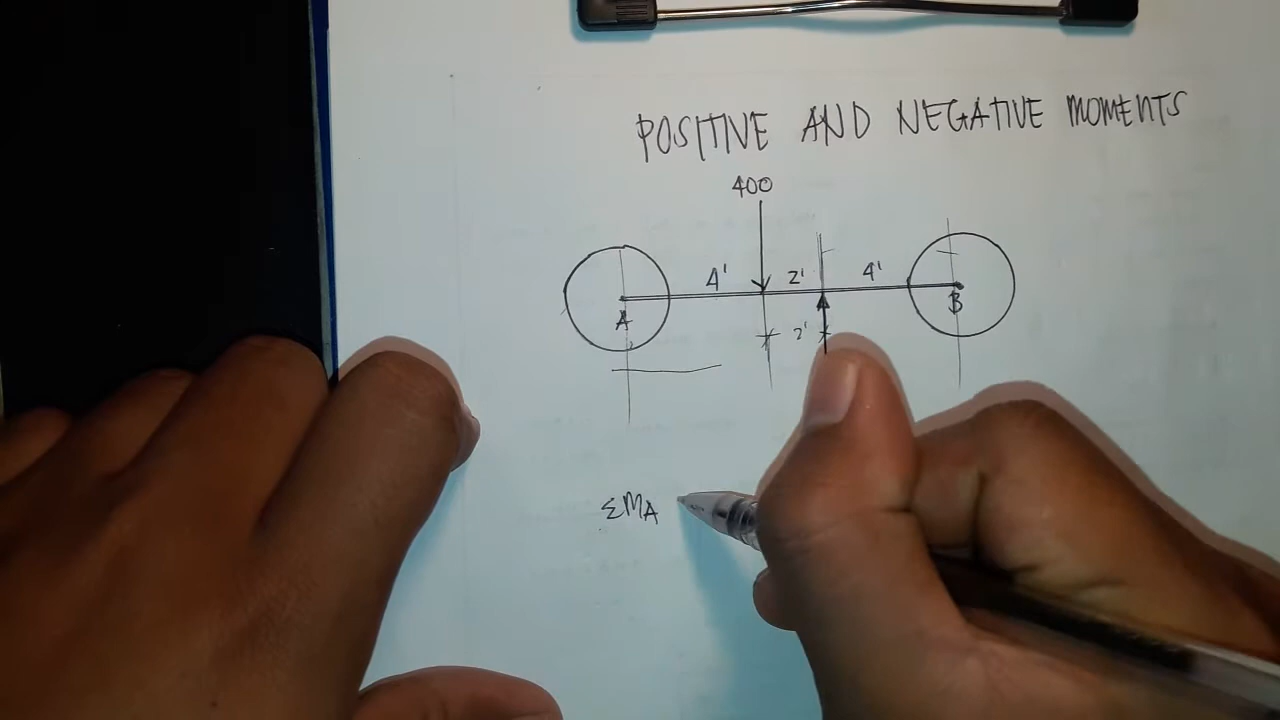 POSITIVE AND NEGATIVE MOMENTS
400
4' 2' 4'
A 2' B
ΣMA